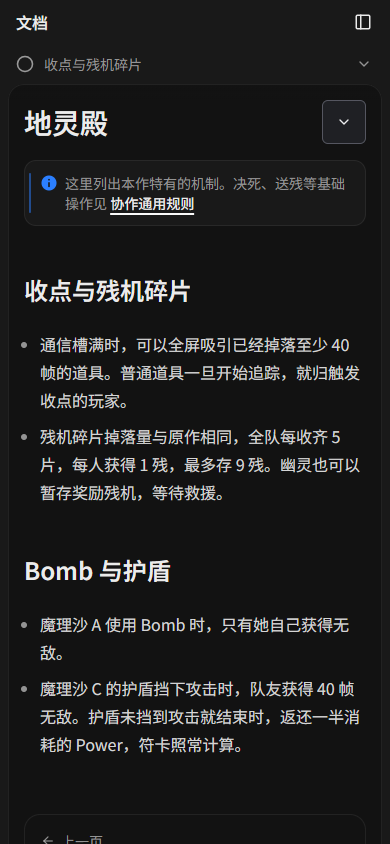 文档
收点与残机碎片
地灵殿
这里列出本作特有的机制。决死、送残等基础
操作见 协作通用规则
收点与残机碎片
通信槽满时，可以全屏吸引已经掉落至少 40
帧的道具。普通道具一旦开始追踪，就归触发
收点的玩家。
残机碎片掉落量与原作相同，全队每收齐 5
片，每人获得 1 残，最多存 9 残。幽灵也可以
暂存奖励残机，等待救援。
Bomb 与护盾
魔理沙 A 使用 Bomb 时，只有她自己获得无
敌。
魔理沙 C 的护盾挡下攻击时，队友获得 40 帧
无敌。护盾未挡到攻击就结束时，返还一半消
耗的 Power，符卡照常计算。
← 上一页